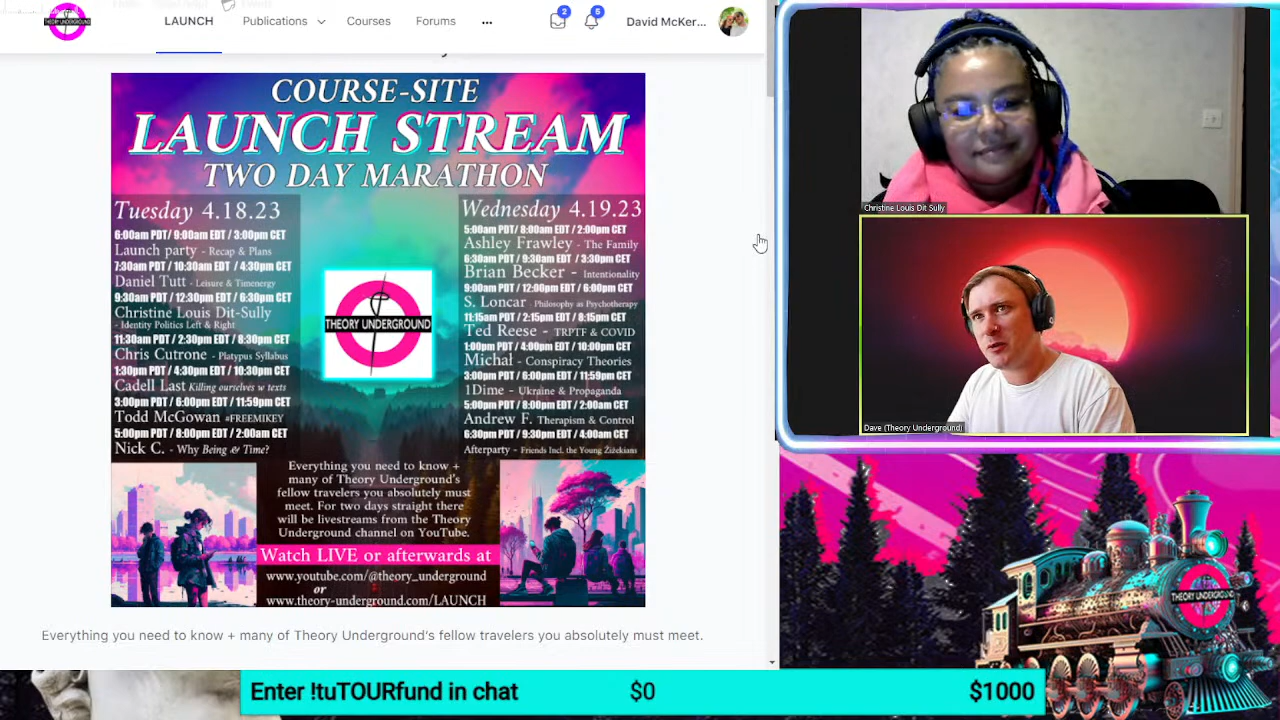 LAUNCH
Publications
Courses
Forums
...
2
5
David McKer...
THEORY UNDERGROUND
COURSE-SITE
LAUNCH STREAM
TWO DAY MARATHON
Tuesday 4.18.23
6:00am PDT/ 9:00am EDT / 3:00pm CET
Launch party - Recap & Plans
7:30am PDT / 10:30am EDT / 4:30pm CET
Daniel Tutt - Leisure & Timenergy
9:30am PDT / 12:30pm EDT / 6:30pm CET
Christine Louis Dit-Sully
- Identity Politics Left & Right
11:30am PDT / 2:30pm EDT / 8:30pm CET
Chris Cutrone - Platypus Syllabus
1:30pm PDT / 4:30pm EDT / 10:30pm CET
Cadell Last Killing ourselves w texts
3:00pm PDT / 6:00pm EDT / 11:59pm CET
Todd McGowan #FREEMIKEY
5:00pm PDT / 8:00pm EDT / 2:00am CET
Nick C. - Why Being & Time?
Wednesday 4.19.23
5:00am PDT/ 8:00am EDT / 2:00pm CET
Ashley Frawley - The Family
6:30am PDT / 9:30am EDT / 3:30pm CET
Brian Becker - Intentionality
9:00am PDT / 12:00pm EDT / 6:00pm CET
S. Loncar - Philosophy as Psychotherapy
11:15am PDT / 2:15pm EDT / 8:15pm CET
Ted Reese - TRPTF & COVID
1:00pm PDT / 4:00pm EDT / 10:00pm CET
Michał - Conspiracy Theories
3:00pm PDT / 6:00pm EDT / 11:59pm CET
1Dime - Ukraine & Propaganda
5:00pm PDT / 8:00pm EDT / 2:00am CET
Andrew F. Therapism & Control
6:30pm PDT / 9:30pm EDT / 4:00am CET
Afterparty - Friends Incl. the Young Žižekians
THEORY UNDERGROUND
Everything you need to know +
many of Theory Underground's
fellow travelers you absolutely must
meet. For two days straight there
will be livestreams from the Theory
Underground channel on YouTube.
Watch LIVE or afterwards at
www.youtube.com/@theory_underground
or
www.theory-underground.com/LAUNCH
Everything you need to know + many of Theory Underground's fellow travelers you absolutely must meet.
Christine Louis Dit Sully
Dave (Theory Underground)
THEORY UNDERGROUND
Enter !tuTOURfund in chat
$0
$1000